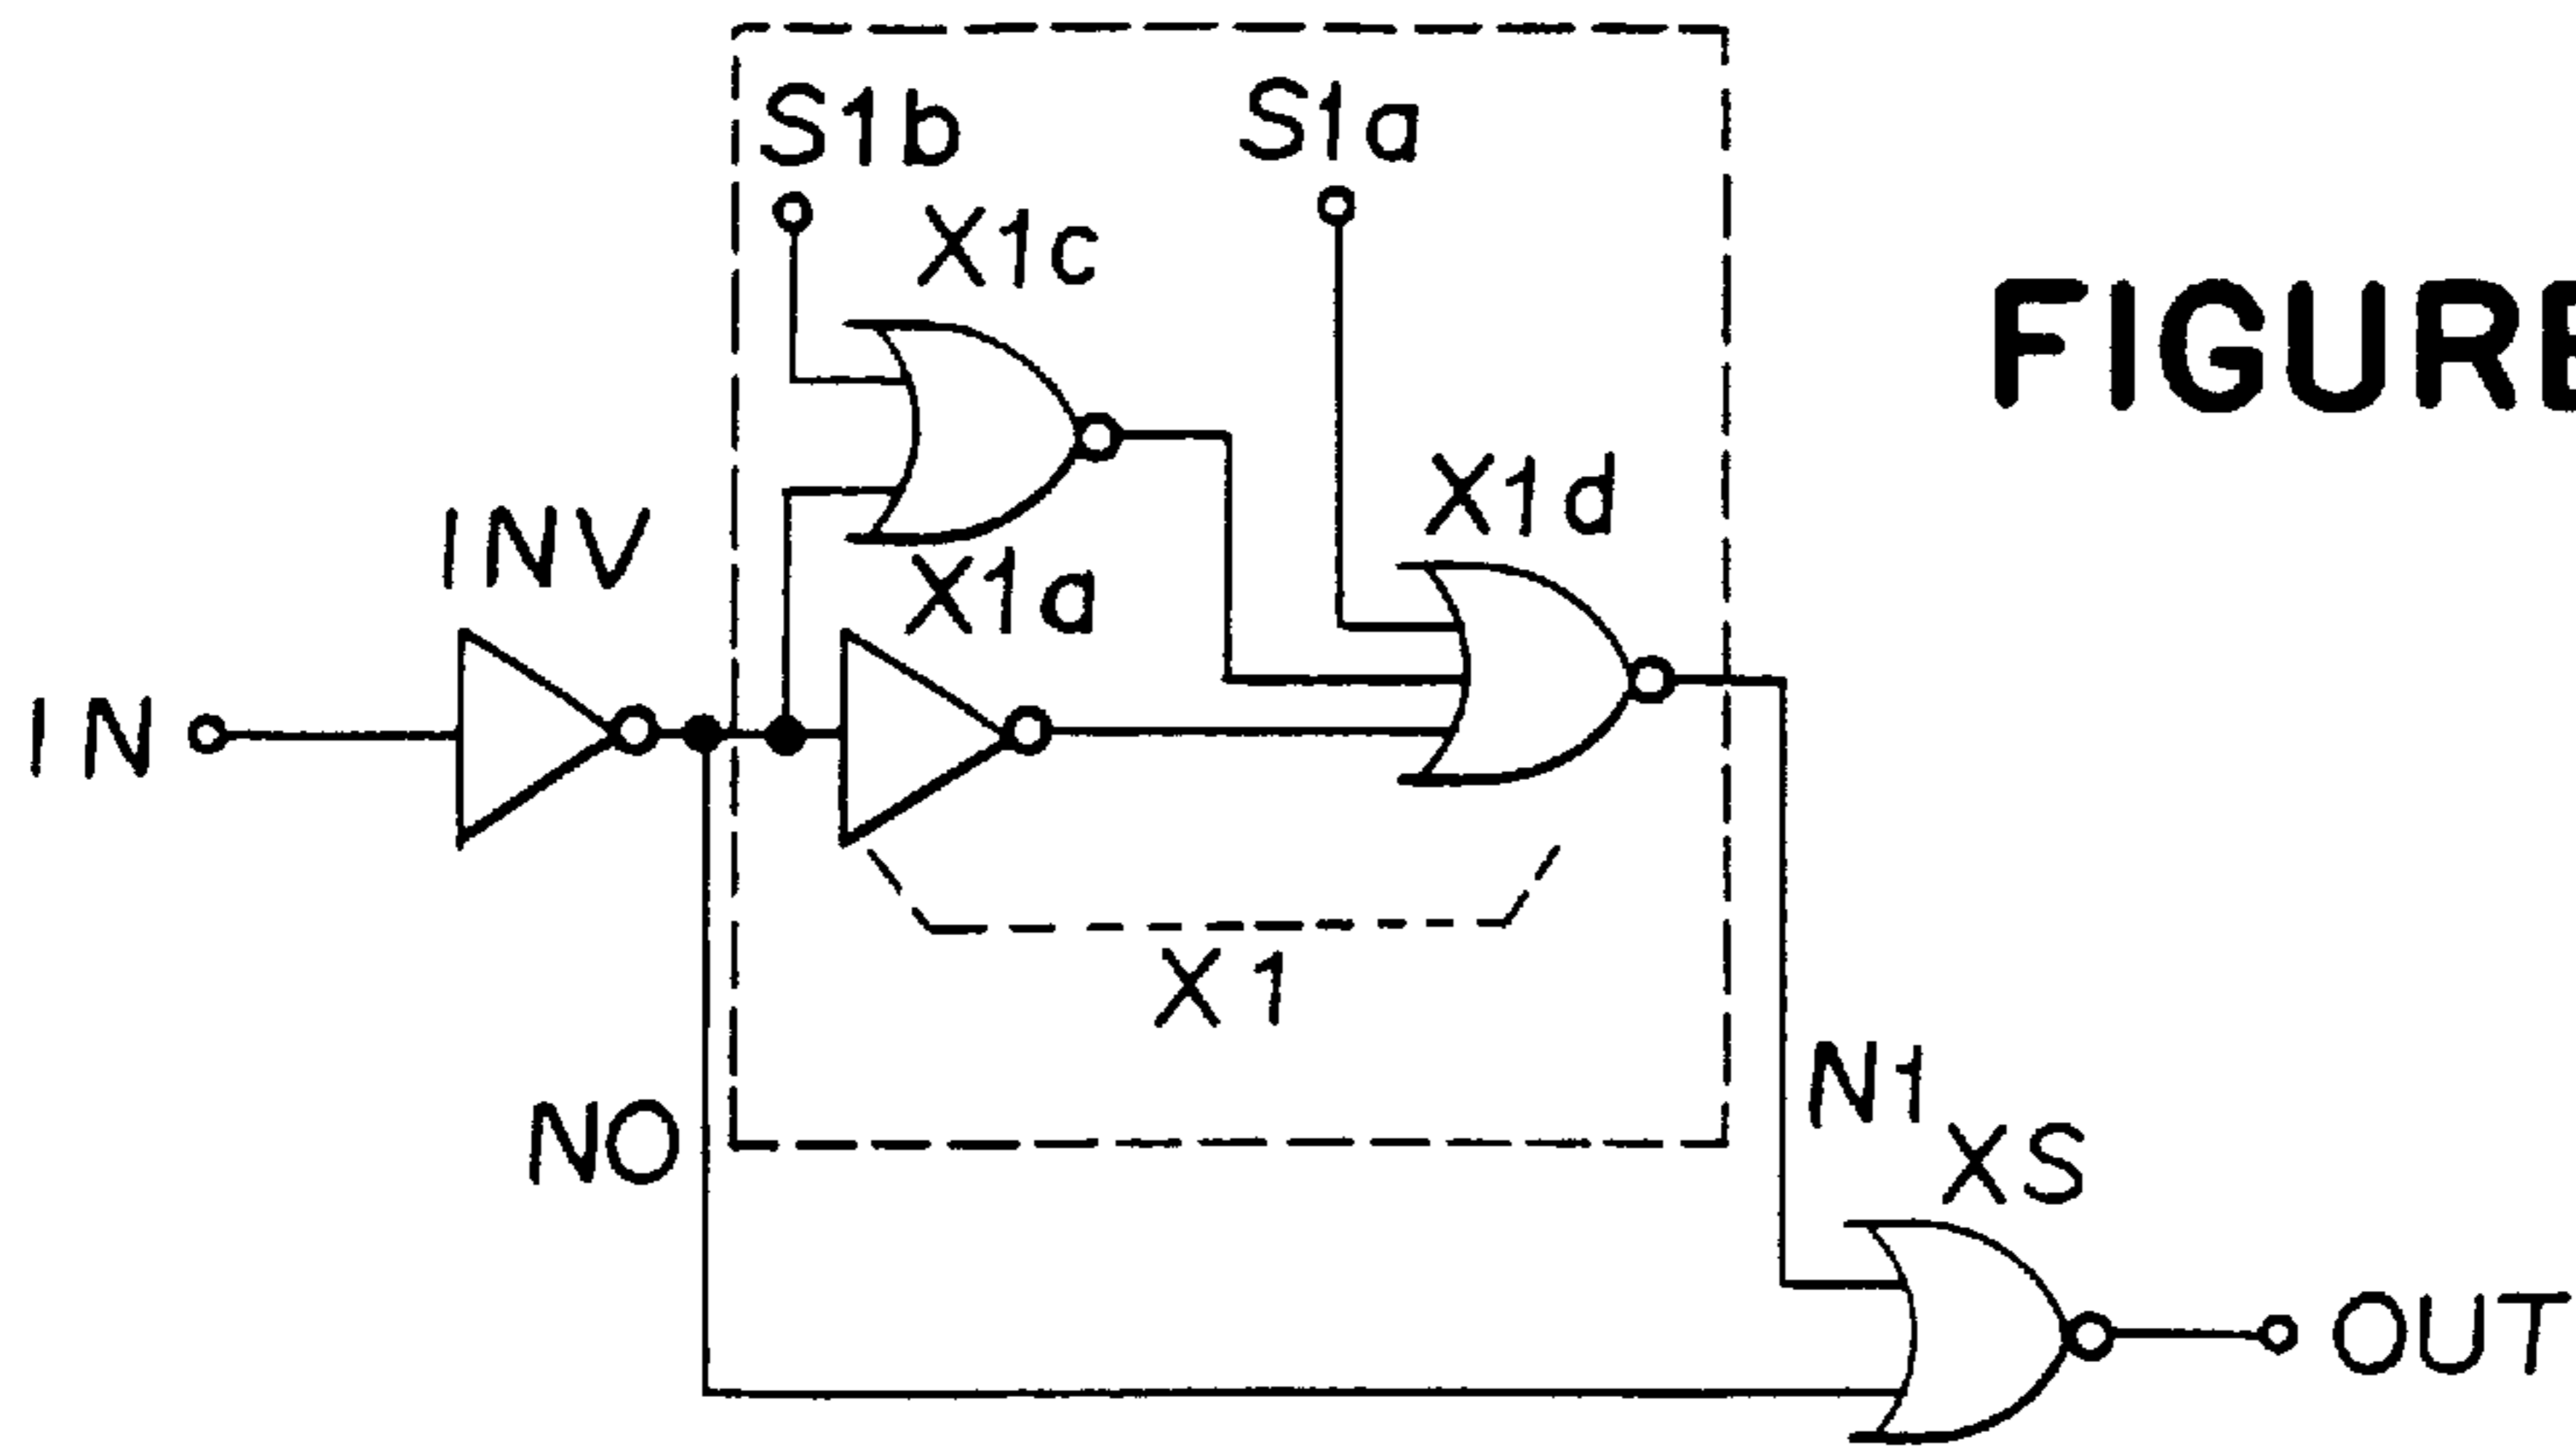 S1b
S1a
X1c
FIGURE
X1d
INV
X1a
IN
X1
N1
NO
XS
OUT